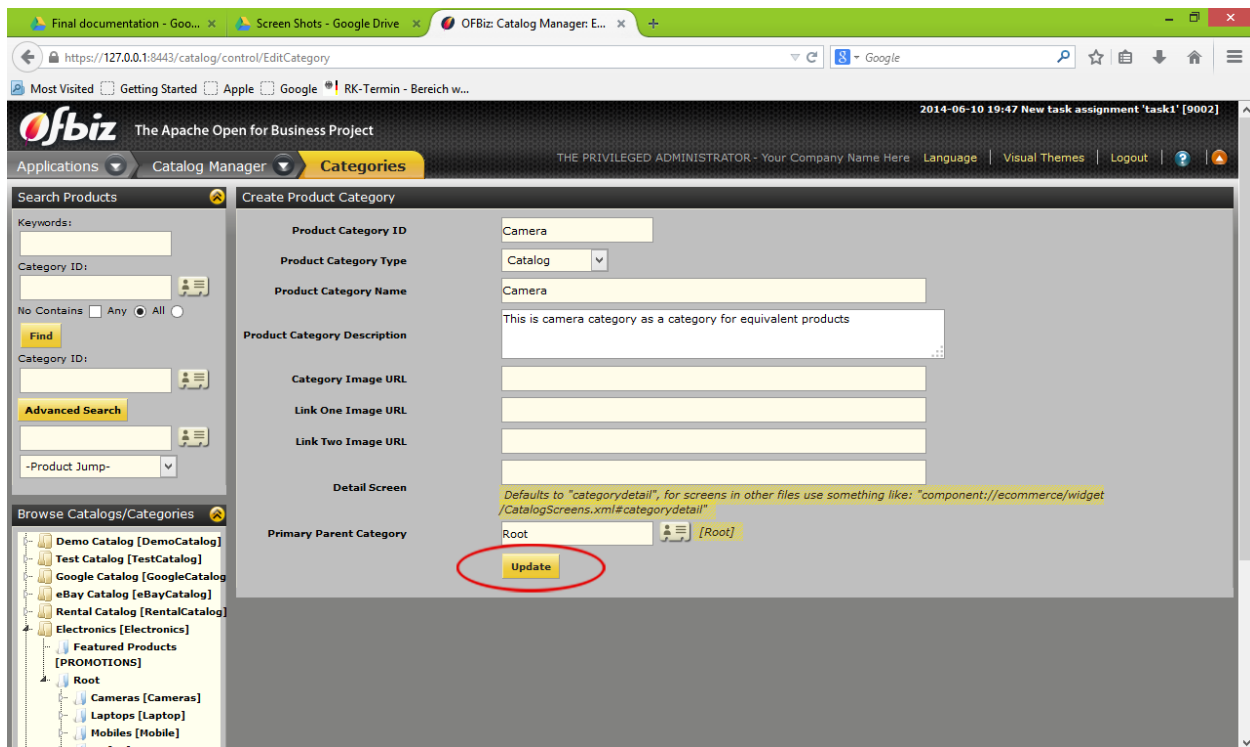 Final documentation - Goo...
Screen Shots - Google Drive
OFBiz: Catalog Manager: E...
https://127.0.0.1:8443/catalog/control/EditCategory
Google
Most Visited Getting Started Apple Google RK-Termin - Bereich w...
2014-06-10 19:47 New task assignment 'task1' [9002]
Ofbiz The Apache Open for Business Project
Applications Catalog Manager Categories
THE PRIVILEGED ADMINISTRATOR - Your Company Name Here Language Visual Themes Logout ?
Search Products
Keywords:
Category ID:
No Contains Any All
Find
Category ID:
Advanced Search
-Product Jump-
Browse Catalogs/Categories
Demo Catalog [DemoCatalog]
Test Catalog [TestCatalog]
Google Catalog [GoogleCatalog
eBay Catalog [eBayCatalog]
Rental Catalog [RentalCatalog]
Electronics [Electronics]
Featured Products
[PROMOTIONS]
Root
Cameras [Cameras]
Laptops [Laptop]
Mobiles [Mobile]
Create Product Category
Product Category ID Camera
Product Category Type Catalog
Product Category Name Camera
Product Category Description This is camera category as a category for equivalent products
Category Image URL
Link One Image URL
Link Two Image URL
Detail Screen
Defaults to "categorydetail", for screens in other files use something like: "component://ecommerce/widget
/CatalogScreens.xml#categorydetail"
Primary Parent Category Root [Root]
Update